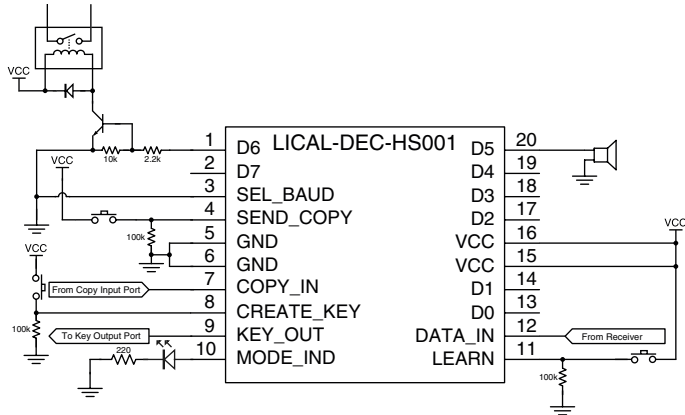 VCC
10k
2.2k
VCC
100k
VCC
From Copy Input Port
100k
To Key Output Port
220
LICAL-DEC-HS001
1 D6
2 D7
3 SEL_BAUD
4 SEND_COPY
5 GND
6 GND
7 COPY_IN
8 CREATE_KEY
9 KEY_OUT
10 MODE_IND
D5 20
D4 19
D3 18
D2 17
VCC 16
VCC 15
D1 14
D0 13
DATA_IN 12
LEARN 11
VCC
From Receiver
100k